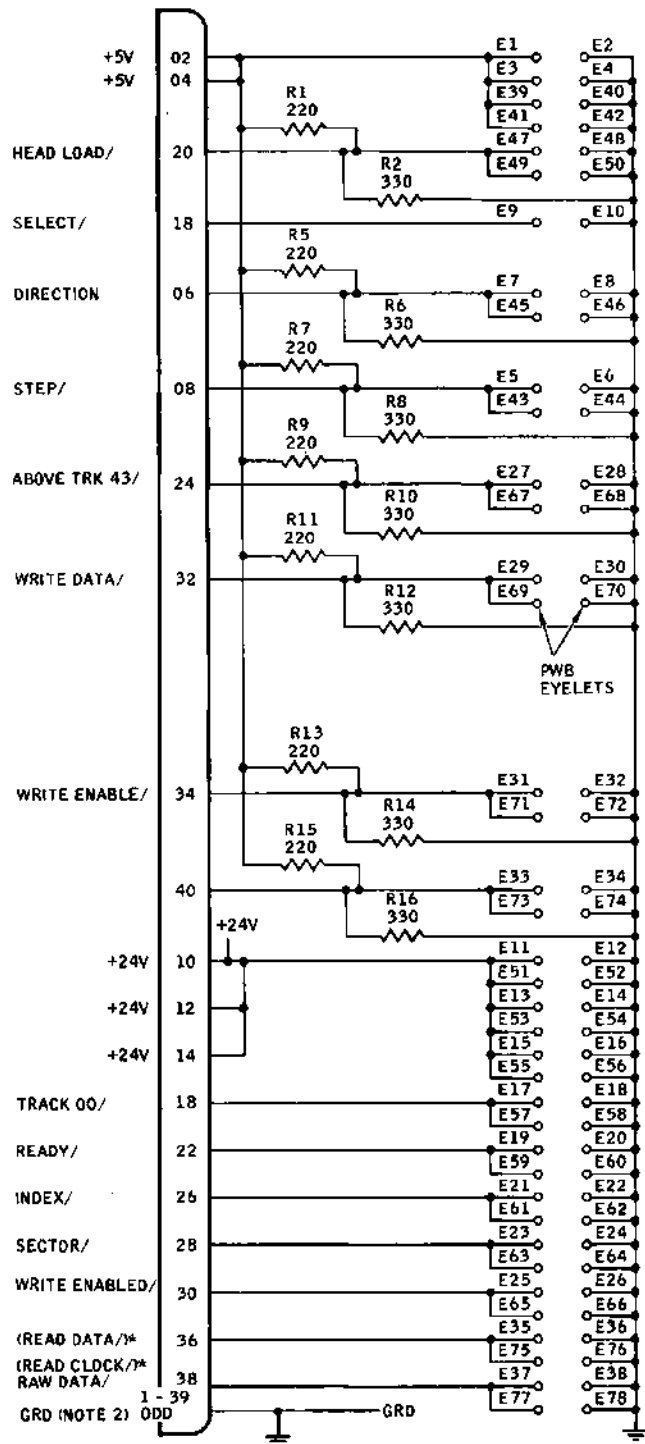 +5V 02 E1 E2
+5V 04 E3 E4
E39 E40
R1 220 E41 E42
HEAD LOAD/ 20 E47 E48
R2 330 E49 E50
SELECT/ 18 E9 E10
R5 220
DIRECTION 06 E7 E8
R6 330 E45 E46
R7 220
STEP/ 08 E5 E6
R8 330 E43 E44
R9 220
ABOVE TRK 43/ 24 E27 E28
R10 330 E67 E68
R11 220
WRITE DATA/ 32 E29 E30
R12 330 E69 E70
PWB
EYELETS
R13 220
WRITE ENABLE/ 34 E31 E32
R14 330 E71 E72
R15 220
40 E33 E34
R16 330 E73 E74
+24V
+24V 10 E11 E12
E51 E52
+24V 12 E13 E14
E53 E54
+24V 14 E15 E16
E55 E56
TRACK 00/ 18 E17 E18
E57 E58
READY/ 22 E19 E20
E59 E60
INDEX/ 26 E21 E22
E61 E62
SECTOR/ 28 E23 E24
E63 E64
WRITE ENABLED/ 30 E25 E26
E65 E66
(READ DATA/)* 36 E35 E36
E75 E76
(READ CLOCK/)*
RAW DATA/ 38 E37 E38
1 - 39 E77 E78
GRD (NOTE 2) ODD GRD